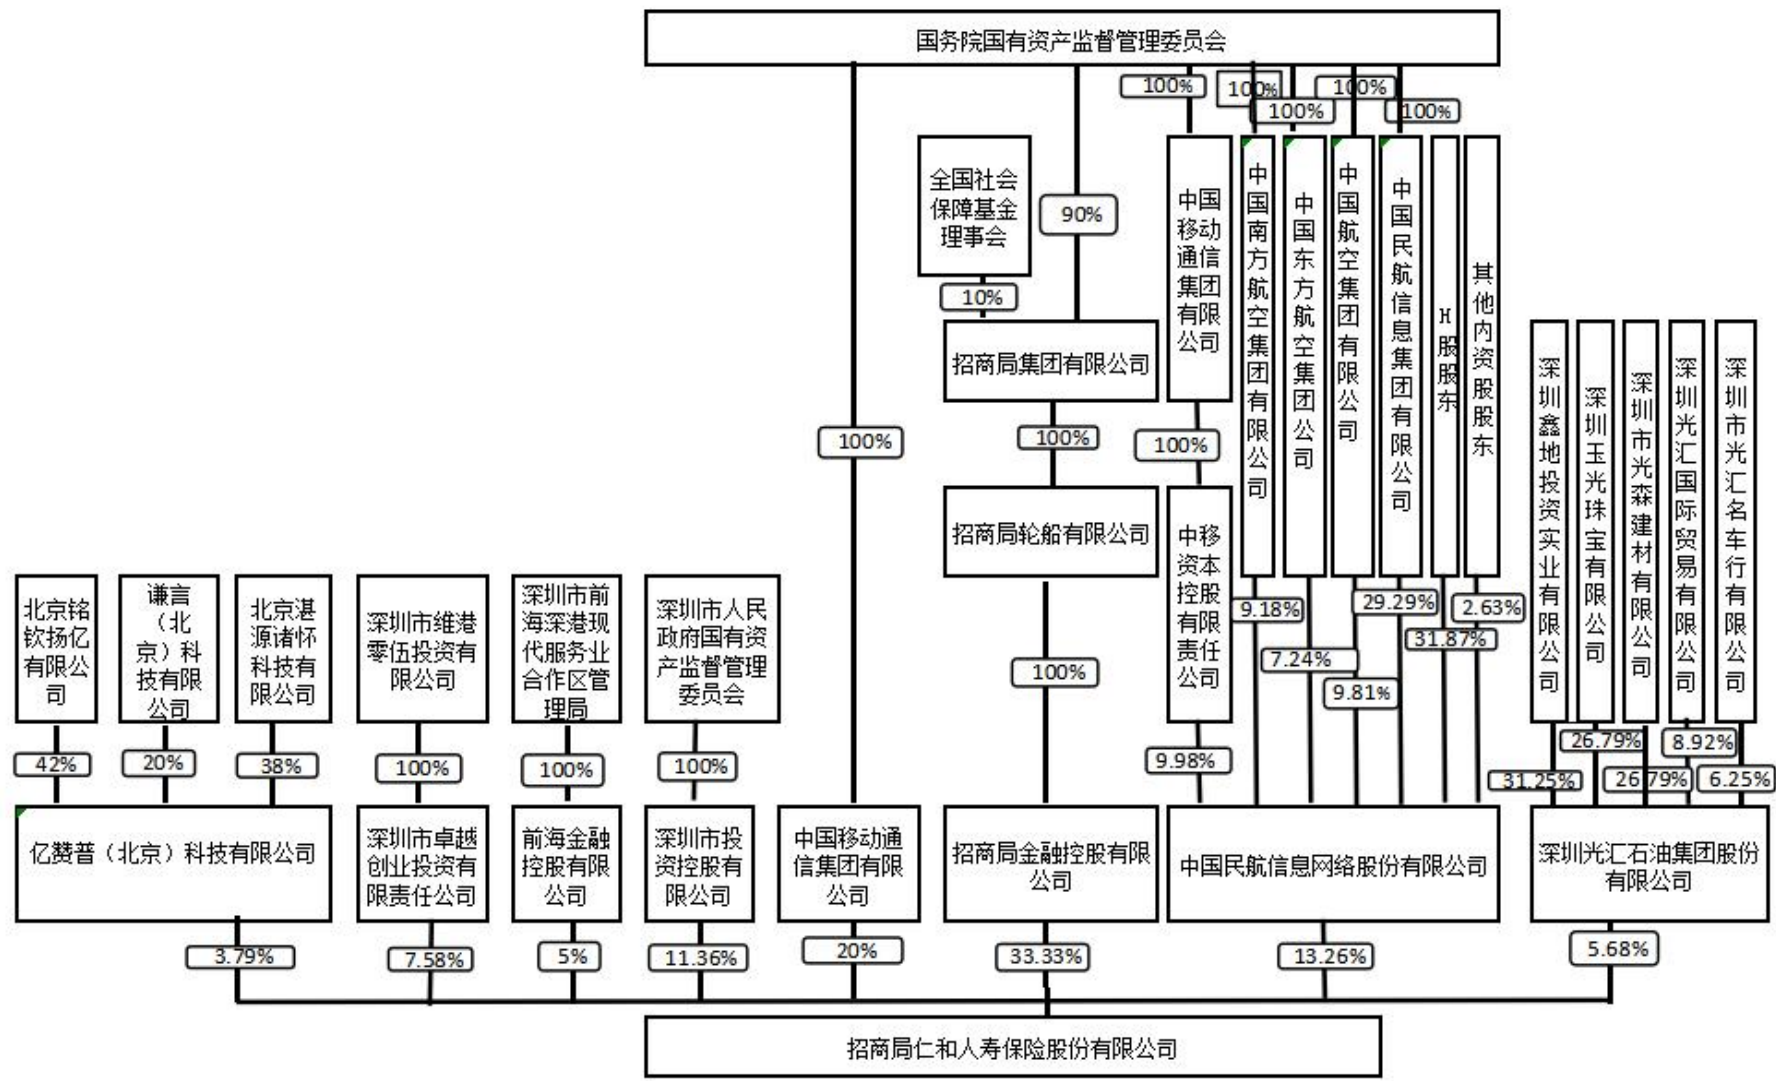 国务院国有资产监督管理委员会
100%
100%
100%
100%
100%
全国社会
保障基金
理事会
90%
10%
中国
移动
通信
集团
有限
公司
中国南方航空集团有限公司
中国东方航空集团公司
中国航空集团有限公司
中国民航信息集团有限公司
H股股东
其他内资股股东
招商局集团有限公司
100%
100%
100%
招商局轮船有限公司
中移
资本
控股
有限
责任
公司
深圳鑫地投资实业有限公司
深圳玉光珠宝有限公司
深圳市光森建材有限公司
深圳光汇国际贸易有限公司
深圳市光汇名车行有限公司
北京铭
钦扬亿
有限公
司
谦言
（北
京）科
技有限
公司
北京湛
源诸怀
科技有
限公司
深圳市维港
零伍投资有
限公司
深圳市前
海深港现
代服务业
合作区管
理局
深圳市人民
政府国有资
产监督管理
委员会
100%
9.18%
7.24%
9.81%
29.29%
31.87%
2.63%
42%
20%
38%
100%
100%
100%
9.98%
31.25%
26.79%
26.79%
8.92%
6.25%
亿赞普（北京）科技有限公司
深圳市卓越
创业投资有
限责任公司
前海金融
控股有限
公司
深圳市投
资控股有
限公司
中国移动通
信集团有限
公司
招商局金融控股有限
公司
中国民航信息网络股份有限公司
深圳光汇石油集团股份
有限公司
3.79%
7.58%
5%
11.36%
20%
33.33%
13.26%
5.68%
招商局仁和人寿保险股份有限公司